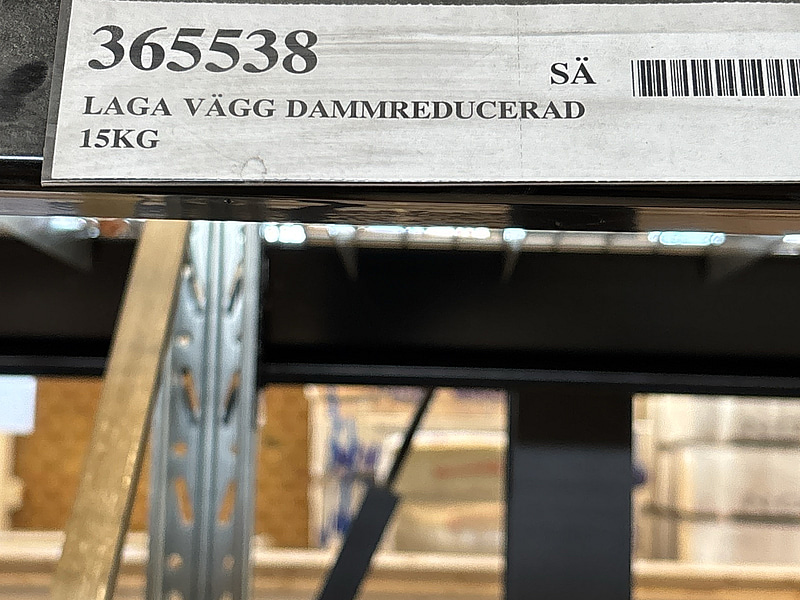 365538
SÄ
LAGA VÄGG DAMMREDUCERAD
15KG